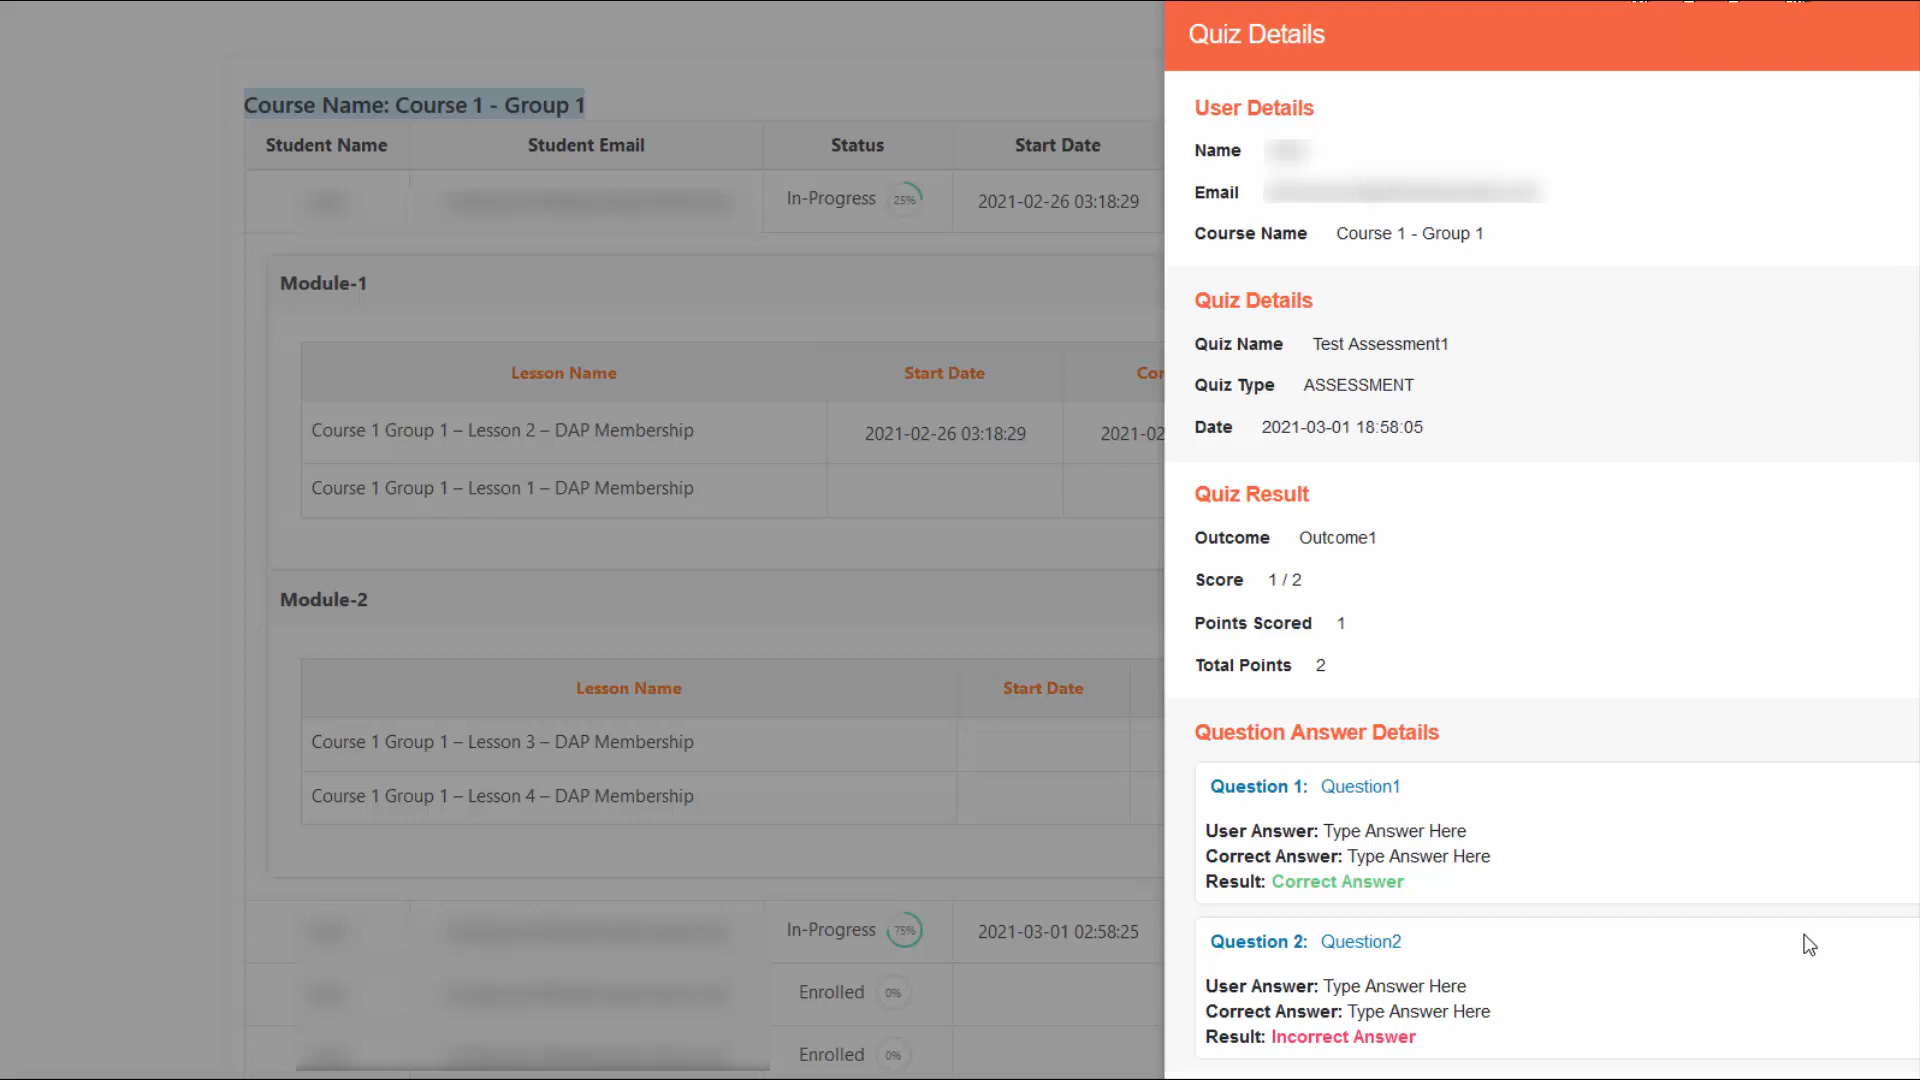 Course Name: Course 1 - Group 1
Student Name Student Email Status Start Date
In-Progress 25% 2021-02-26 03:18:29
Module-1
Lesson Name Start Date
Course 1 Group 1 – Lesson 2 – DAP Membership 2021-02-26 03:18:29 2021-02
Course 1 Group 1 – Lesson 1 – DAP Membership
Module-2
Lesson Name Start Date
Course 1 Group 1 – Lesson 3 – DAP Membership
Course 1 Group 1 – Lesson 4 – DAP Membership
In-Progress 75% 2021-03-01 02:58:25
Enrolled 0%
Enrolled 0%
Quiz Details
User Details
Name
Email
Course Name Course 1 - Group 1
Quiz Details
Quiz Name Test Assessment1
Quiz Type ASSESSMENT
Date 2021-03-01 18:58:05
Quiz Result
Outcome Outcome1
Score 1 / 2
Points Scored 1
Total Points 2
Question Answer Details
Question 1: Question1
User Answer: Type Answer Here
Correct Answer: Type Answer Here
Result: Correct Answer
Question 2: Question2
User Answer: Type Answer Here
Correct Answer: Type Answer Here
Result: Incorrect Answer